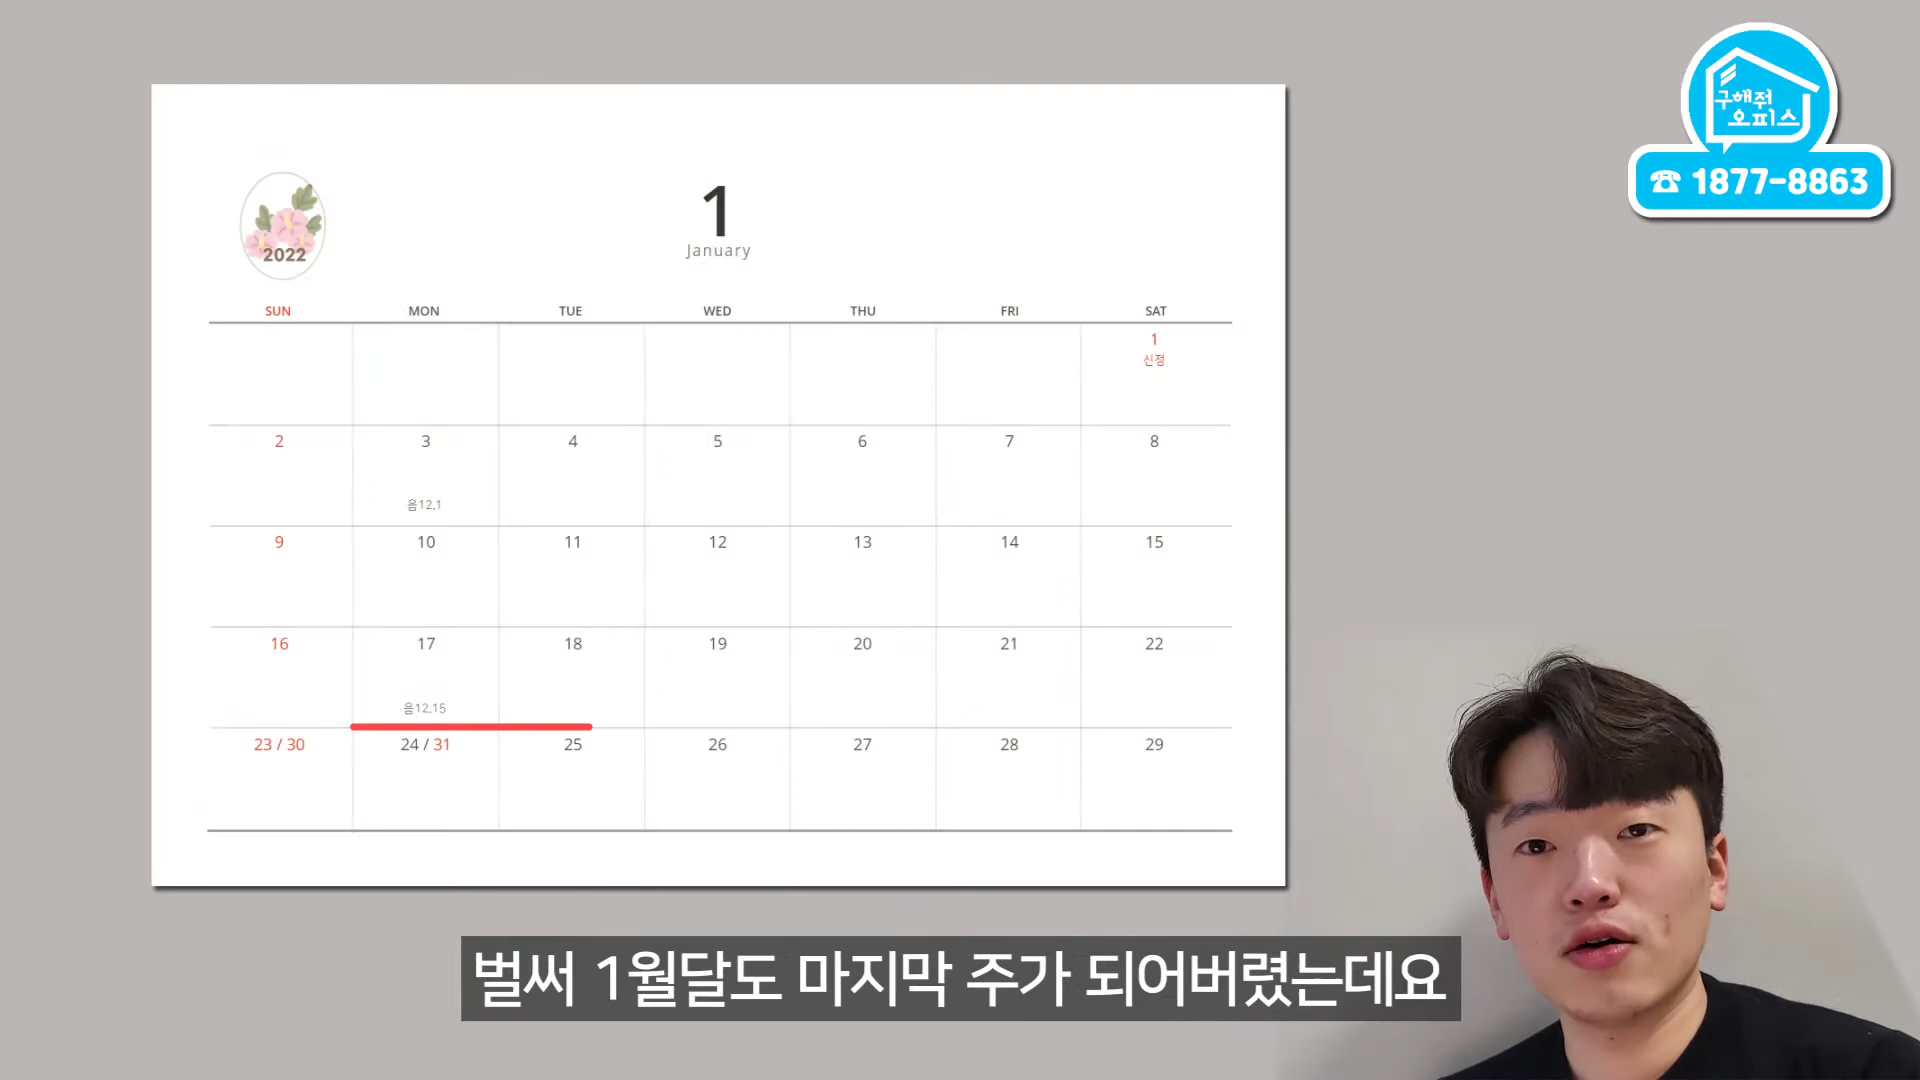 구해줘
오피스
☎ 1877-8863
2022
1
January
SUN MON TUE WED THU FRI SAT
1
신정
2 3 4 5 6 7 8
음12.1
9 10 11 12 13 14 15
16 17 18 19 20 21 22
음12.15
23 / 30 24 / 31 25 26 27 28 29
벌써 1월달도 마지막 주가 되어버렸는데요